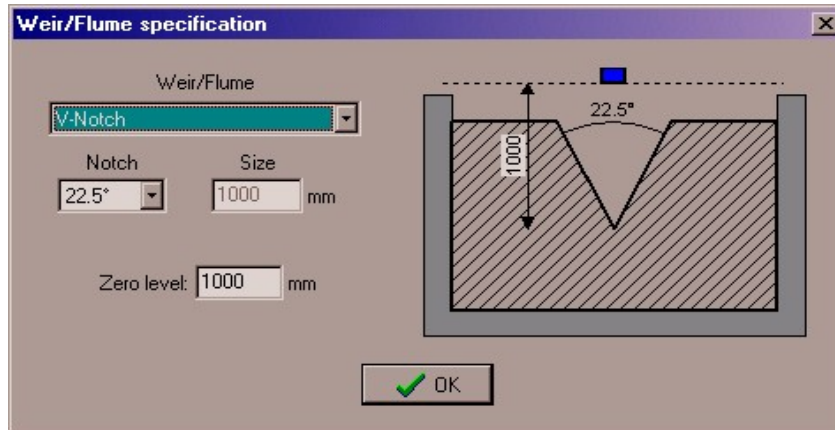 Weir/Flume specification
Weir/Flume
V-Notch
Notch Size
22.5° 1000 mm
Zero level: 1000 mm
22.5°
1000
OK